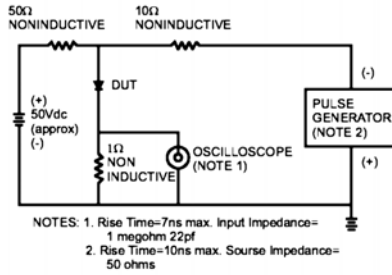 50Ω
NONINDUCTIVE
10Ω
NONINDUCTIVE
(+)
50Vdc
(approx)
(-)
DUT
1Ω
NON
INDUCTIVE
OSCILLOSCOPE
(NOTE 1)
(-)
PULSE
GENERATOR
(NOTE 2)
(+)
NOTES: 1. Rise Time=7ns max. Input Impedance=
1 megohm 22pf
2. Rise Time=10ns max. Sourse Impedance=
50 ohms